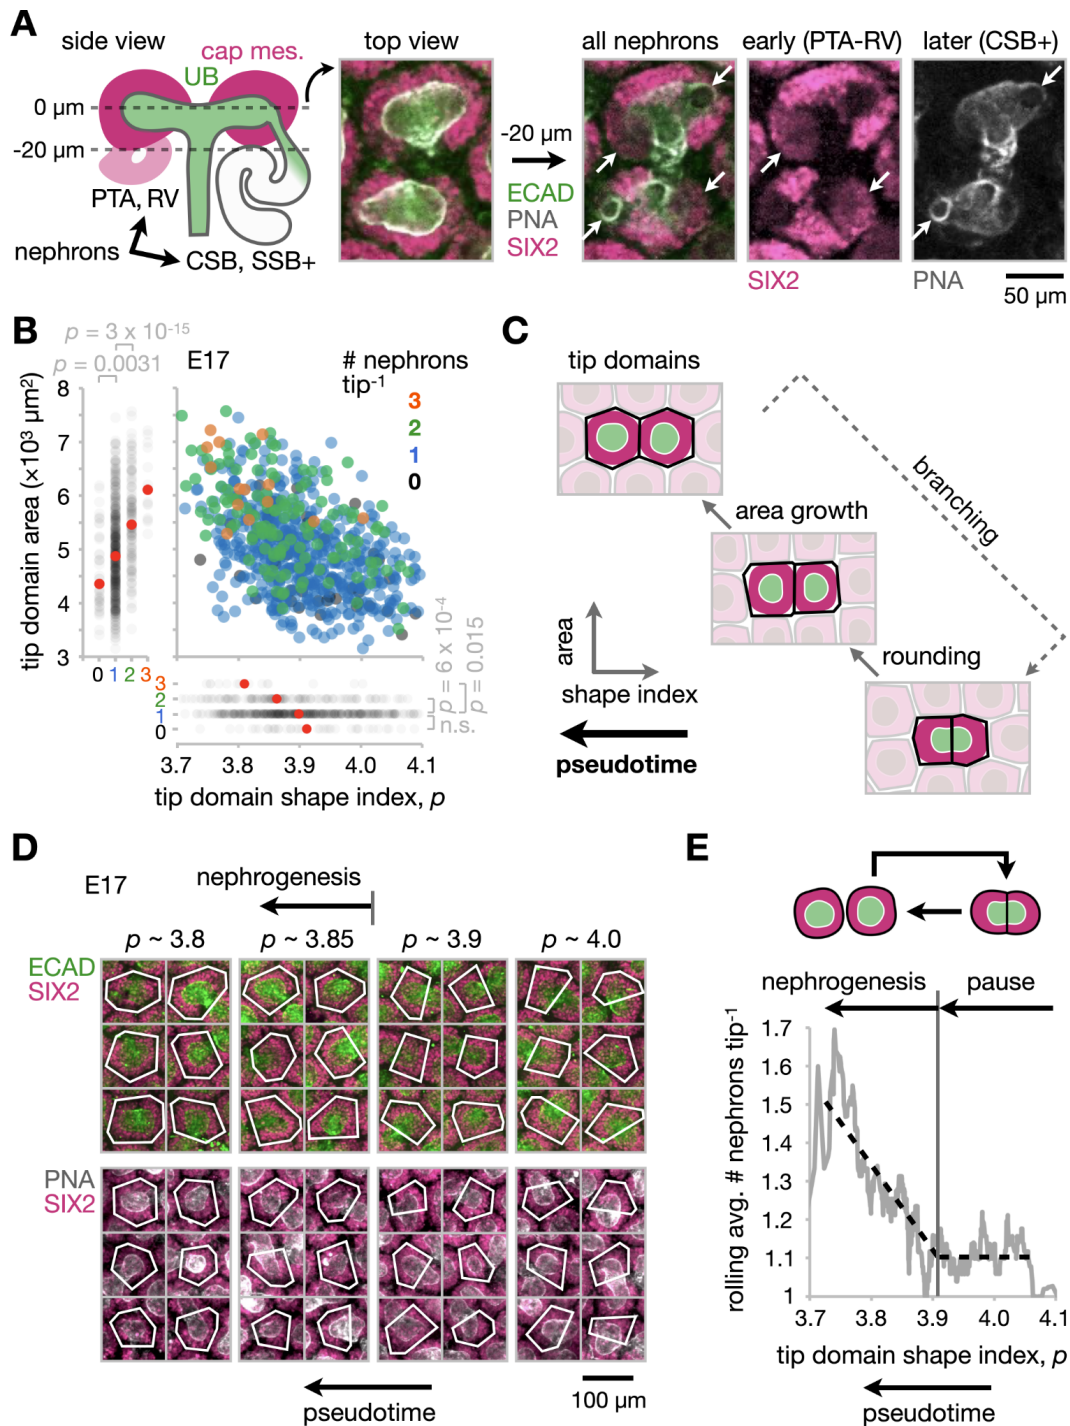 A
side view
cap mes.
UB
0 µm
-20 µm
PTA, RV
nephrons
CSB, SSB+
top view
-20 µm
ECAD
PNA
SIX2
all nephrons
early (PTA-RV)
later (CSB+)
SIX2
PNA
50 µm
B
p = 3 x 10-15
p = 0.0031
E17
# nephrons
tip-1
3
2
1
0
tip domain area (×10³ µm²)
8
7
6
5
4
3
0 1 2 3
3
2
1
0
p = 6 x 10-4
p = 0.015
n.s.
3.7 3.8 3.9 4.0 4.1
tip domain shape index, p
C
tip domains
branching
area growth
rounding
area
shape index
pseudotime
D
E17
nephrogenesis
p ~ 3.8 p ~ 3.85 p ~ 3.9 p ~ 4.0
ECAD
SIX2
PNA
SIX2
100 µm
pseudotime
E
nephrogenesis pause
rolling avg. # nephrons tip-1
1.7
1.6
1.5
1.4
1.3
1.2
1.1
1
3.7 3.8 3.9 4.0 4.1
tip domain shape index, p
pseudotime